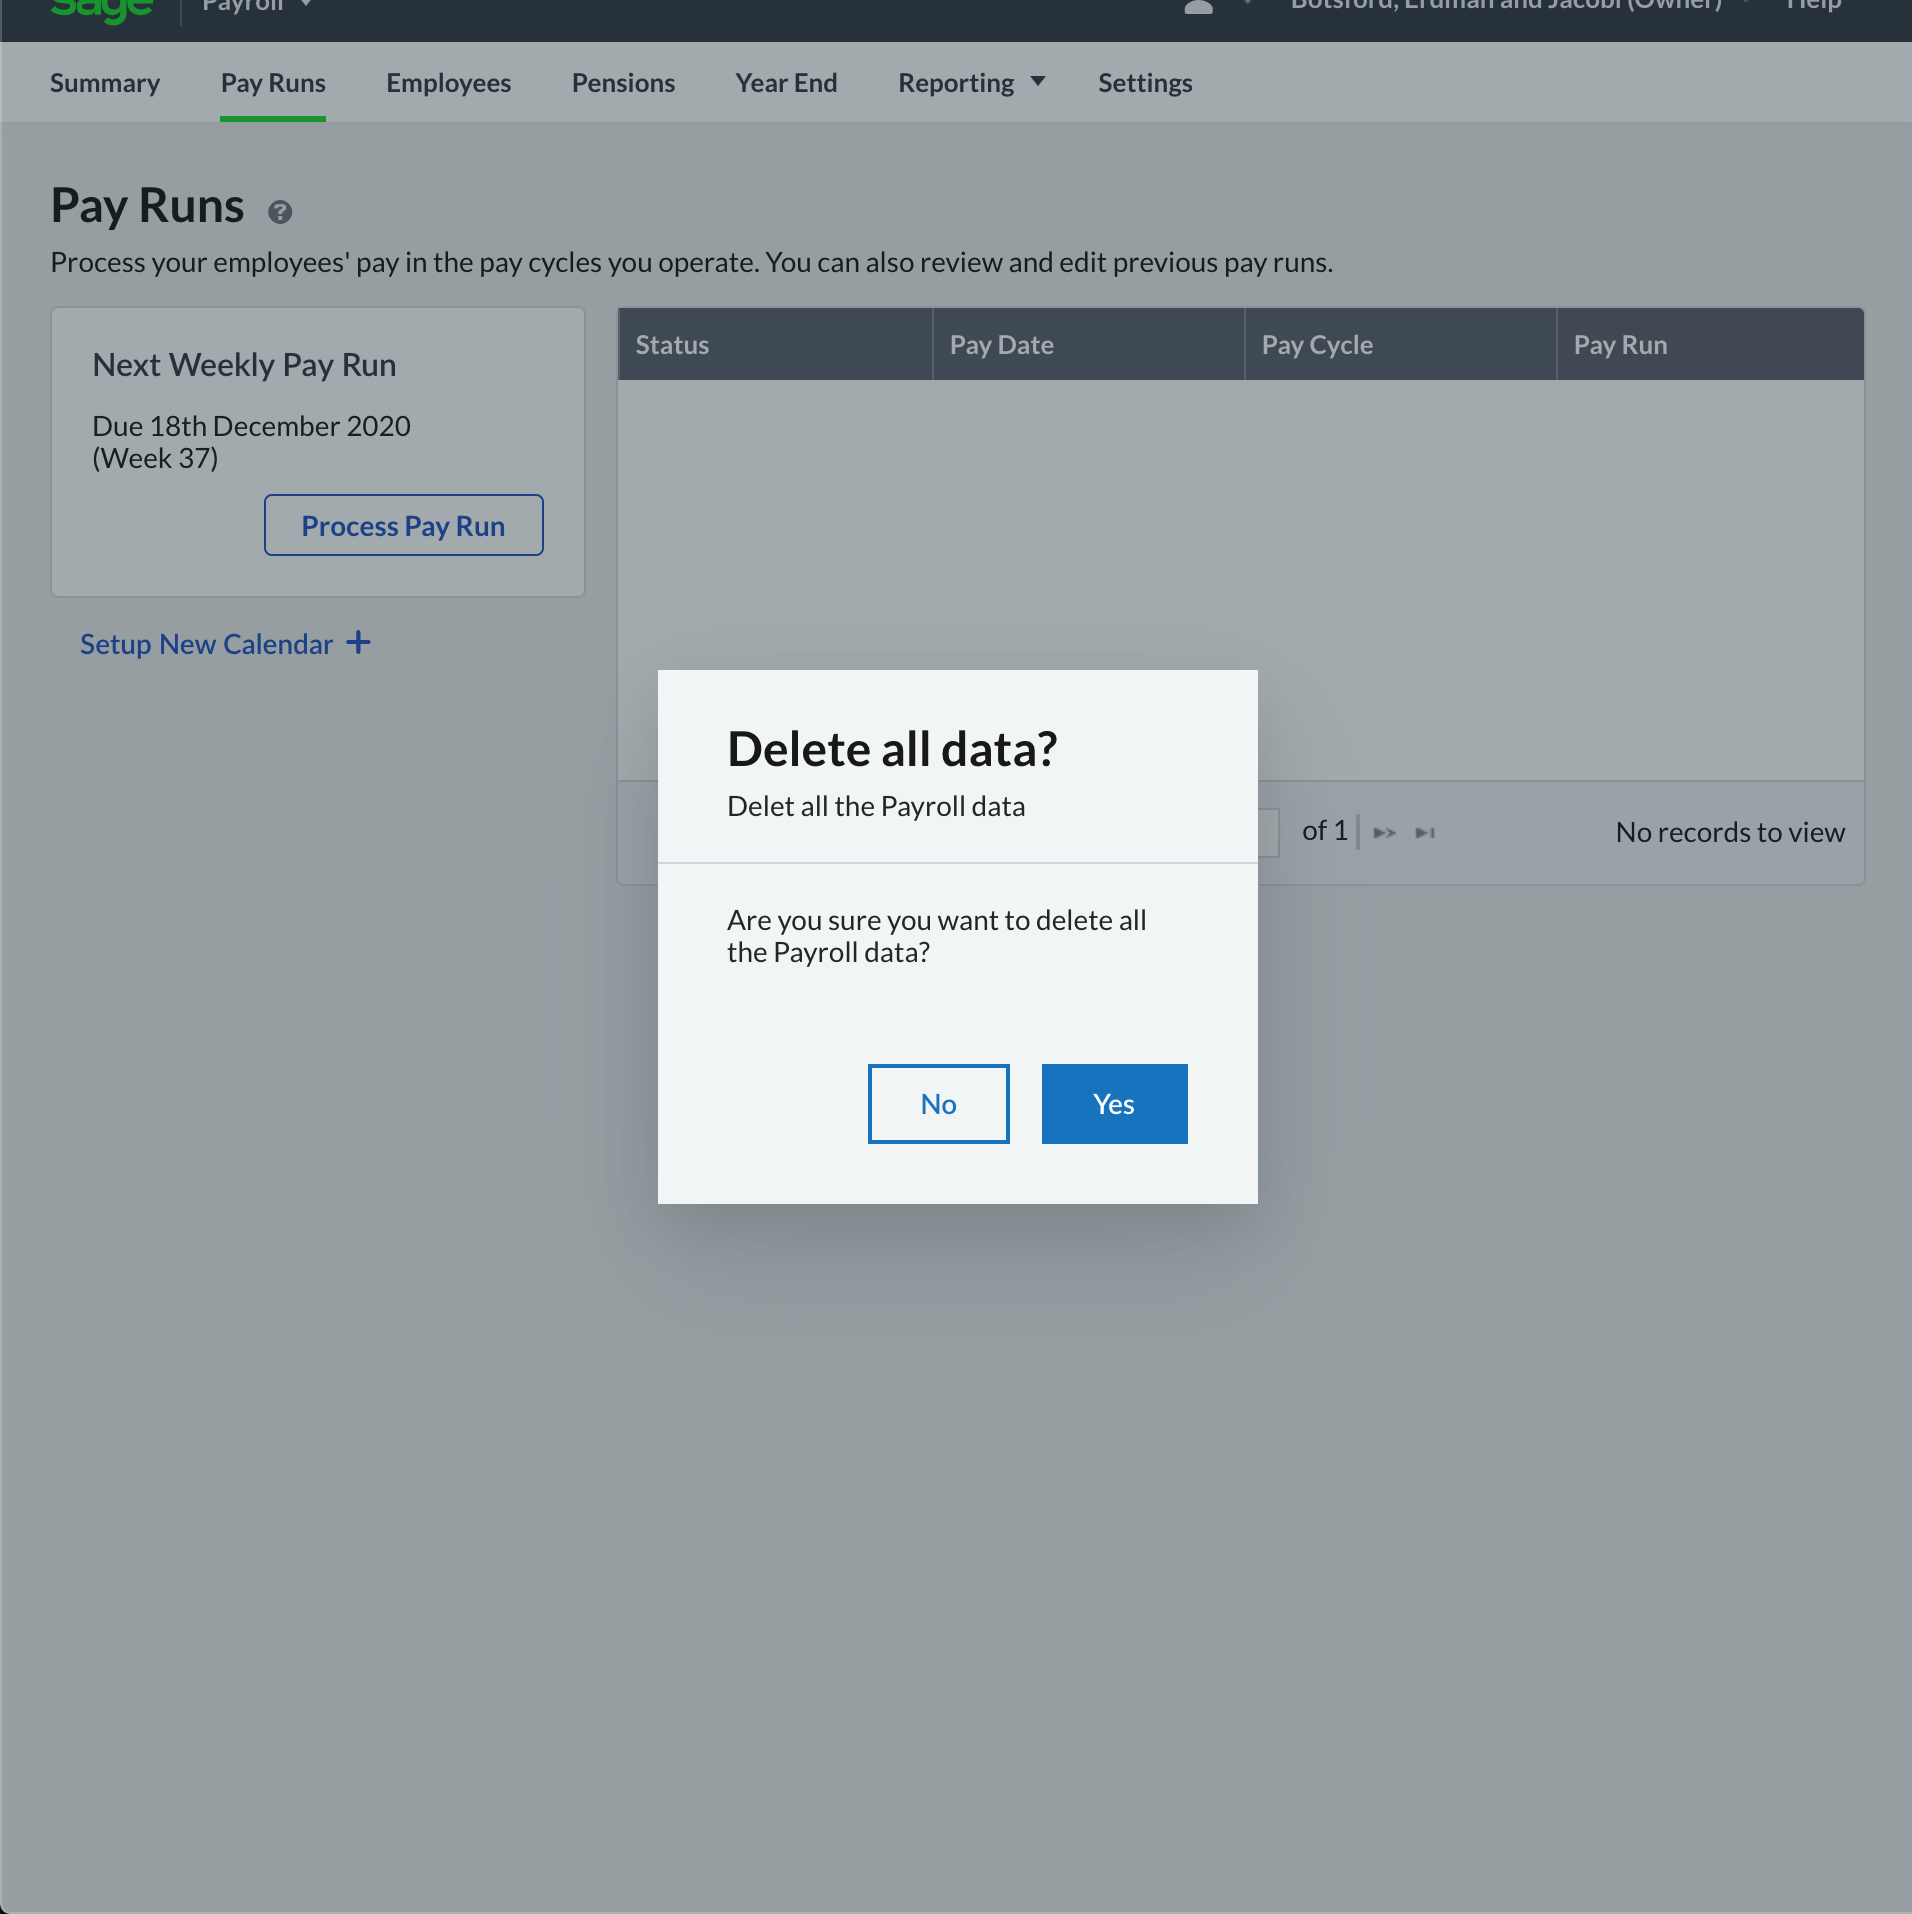 Sage
Payroll
Botsford, Erdman and Jacobi (Owner)
Help
Summary
Pay Runs
Employees
Pensions
Year End
Reporting
Settings
Pay Runs
?
Process your employees' pay in the pay cycles you operate. You can also review and edit previous pay runs.
Next Weekly Pay Run
Due 18th December 2020
(Week 37)
Process Pay Run
Setup New Calendar +
Status
Pay Date
Pay Cycle
Pay Run
of 1
No records to view
Delete all data?
Delet all the Payroll data
Are you sure you want to delete all
the Payroll data?
No
Yes